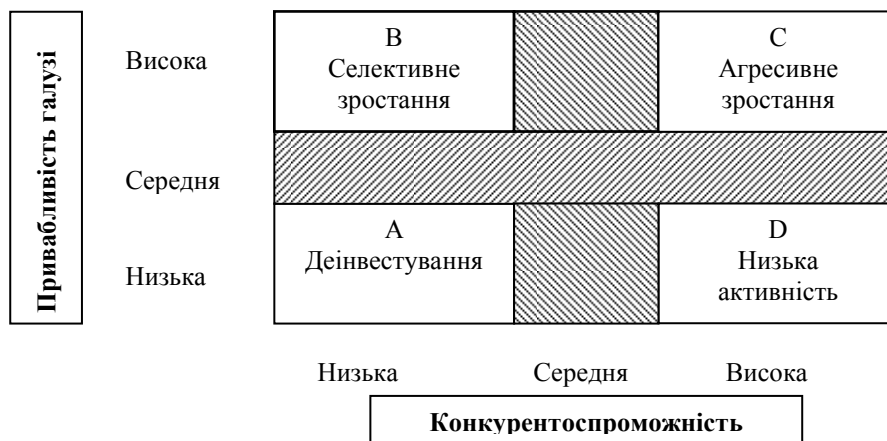 Привабливість галузі
Висока
B
Селективне
зростання
C
Агресивне
зростання
Середня
Низька
A
Деінвестування
D
Низька
активність
Низька
Середня
Висока
Конкурентоспроможність